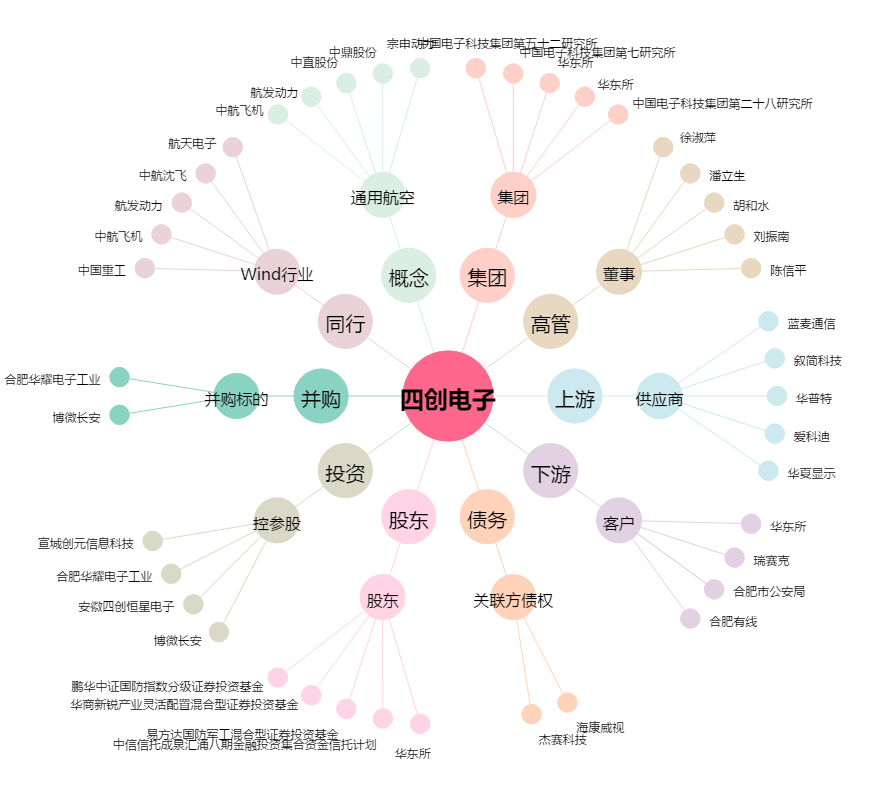 宗申动力
中国电子科技集团第五十二研究所
中鼎股份
中国电子科技集团第七研究所
中直股份
华东所
航发动力
华东所
中航飞机
中国电子科技集团第二十八研究所
航天电子
徐淑萍
中航沈飞
潘立生
通用航空
集团
航发动力
胡和水
中航飞机
刘振南
中国重工
Wind行业
概念
集团
董事
陈信平
同行
高管
蓝麦通信
叙简科技
合肥华耀电子工业
并购标的
并购
四创电子
上游
供应商
华普特
博微长安
爱科迪
投资
下游
华夏显示
控参股
股东
债务
客户
华东所
宣城创元信息科技
瑞赛克
合肥华耀电子工业
合肥市公安局
安徽四创恒星电子
股东
关联方债权
合肥有线
博微长安
鹏华中证国防指数分级证券投资基金
华商新锐产业灵活配置混合型证券投资基金
海康威视
易方达国防军工混合型证券投资基金
杰赛科技
中信信托成泉汇涌八期金融投资集合资金信托计划
华东所